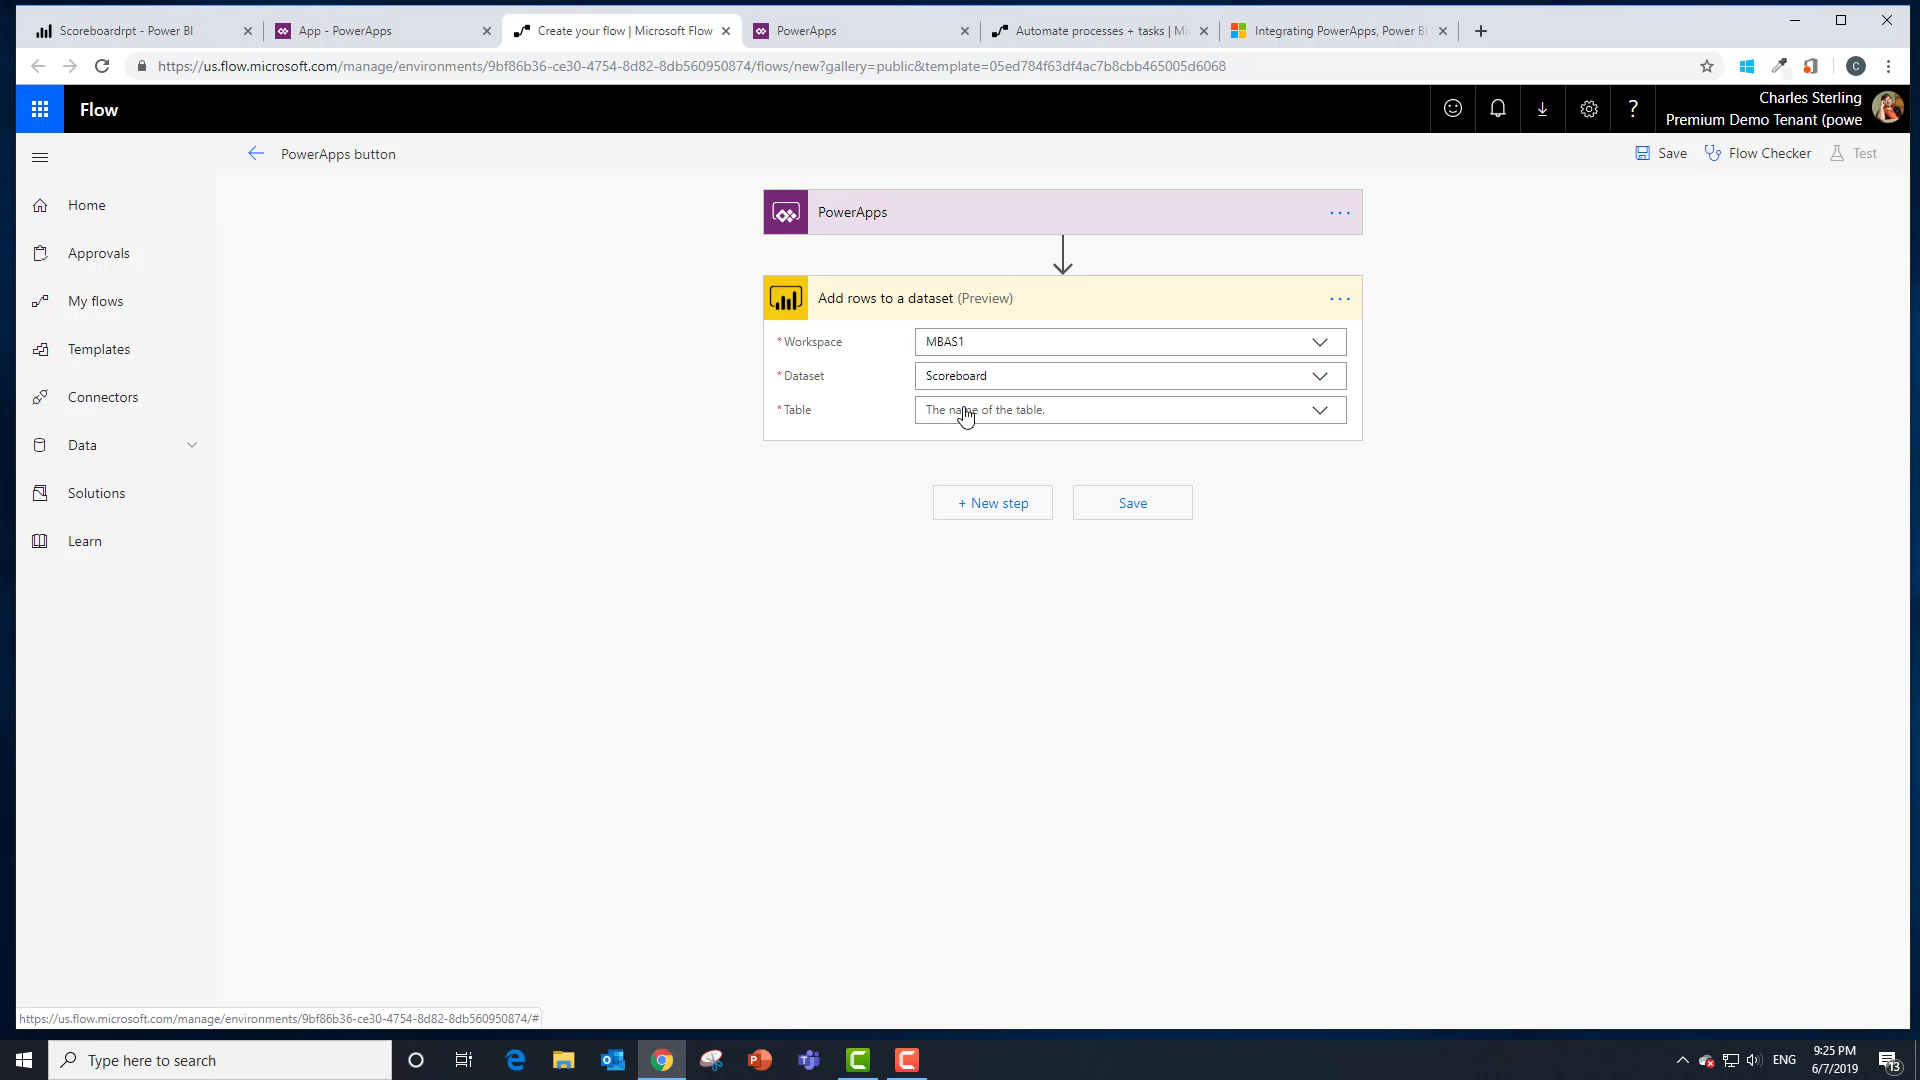 Scoreboardrpt - Power BI
App - PowerApps
Create your flow | Microsoft Flow
PowerApps
Automate processes + tasks | Mi
Integrating PowerApps, Power BI
https://us.flow.microsoft.com/manage/environments/9bf86b36-ce30-4754-8d82-8db560950874/flows/new?gallery=public&template=05ed784f63df4ac7b8cbb465005d6068
C
Flow
?
Charles Sterling
Premium Demo Tenant (powe
PowerApps button
Save
Flow Checker
Test
Home
Approvals
My flows
Templates
Connectors
Data
Solutions
Learn
PowerApps
...
Add rows to a dataset (Preview)
...
* Workspace
MBAS1
* Dataset
Scoreboard
* Table
The name of the table.
+ New step
Save
https://us.flow.microsoft.com/manage/environments/9bf86b36-ce30-4754-8d82-8db560950874/#
Type here to search
ENG
9:25 PM
6/7/2019
13